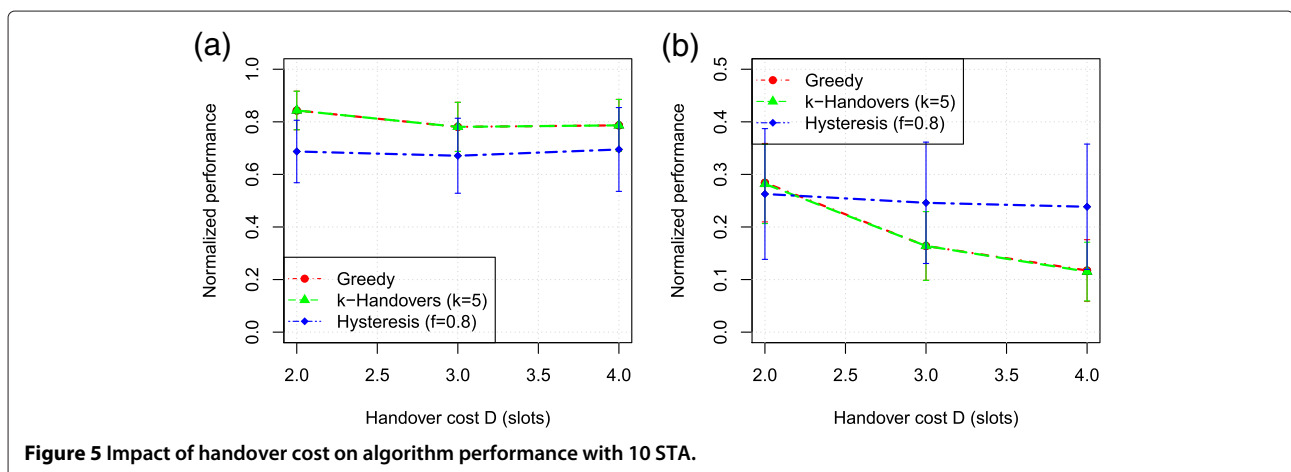 (a)
1.0
0.8
0.6
0.4
0.2
0.0
Normalized performance
Greedy
k−Handovers (k=5)
Hysteresis (f=0.8)
2.0 2.5 3.0 3.5 4.0
Handover cost D (slots)
(b)
0.5
0.4
0.3
0.2
0.1
0.0
Normalized performance
Greedy
k−Handovers (k=5)
Hysteresis (f=0.8)
2.0 2.5 3.0 3.5 4.0
Handover cost D (slots)
Figure 5 Impact of handover cost on algorithm performance with 10 STA.